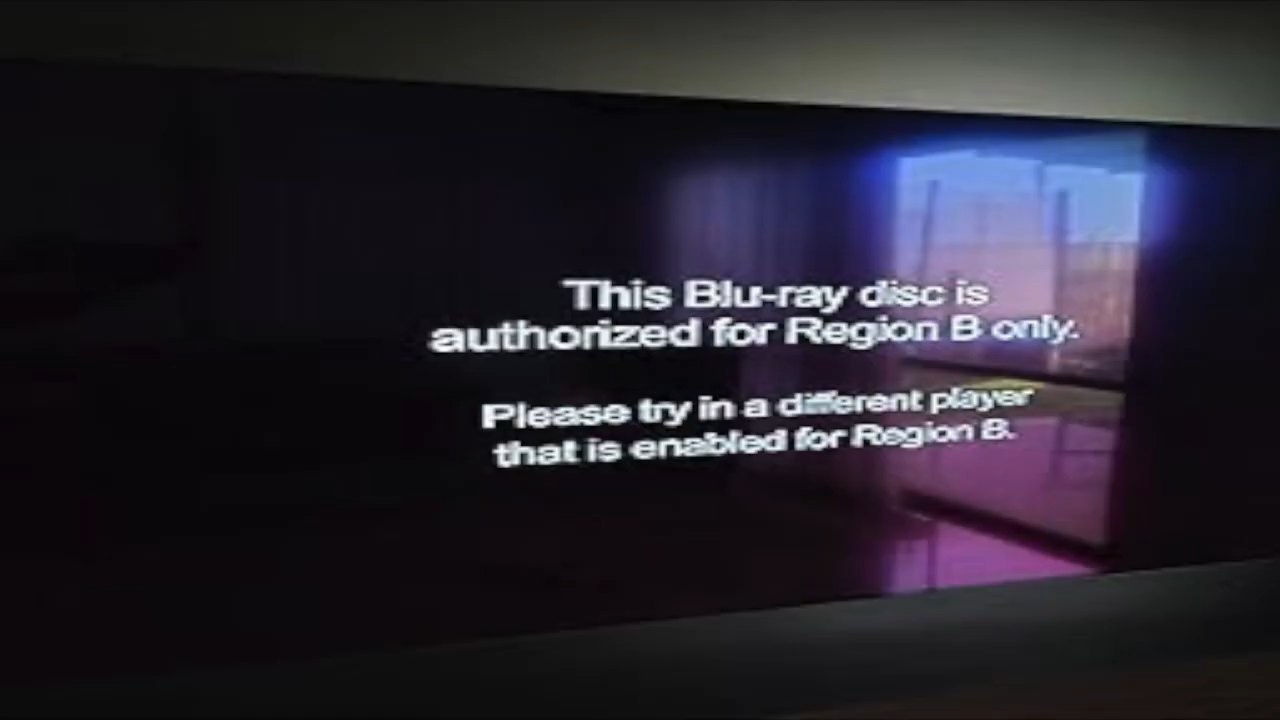 This Blu-ray disc is
authorized for Region B only.
Please try in a different player
that is enabled for Region B.